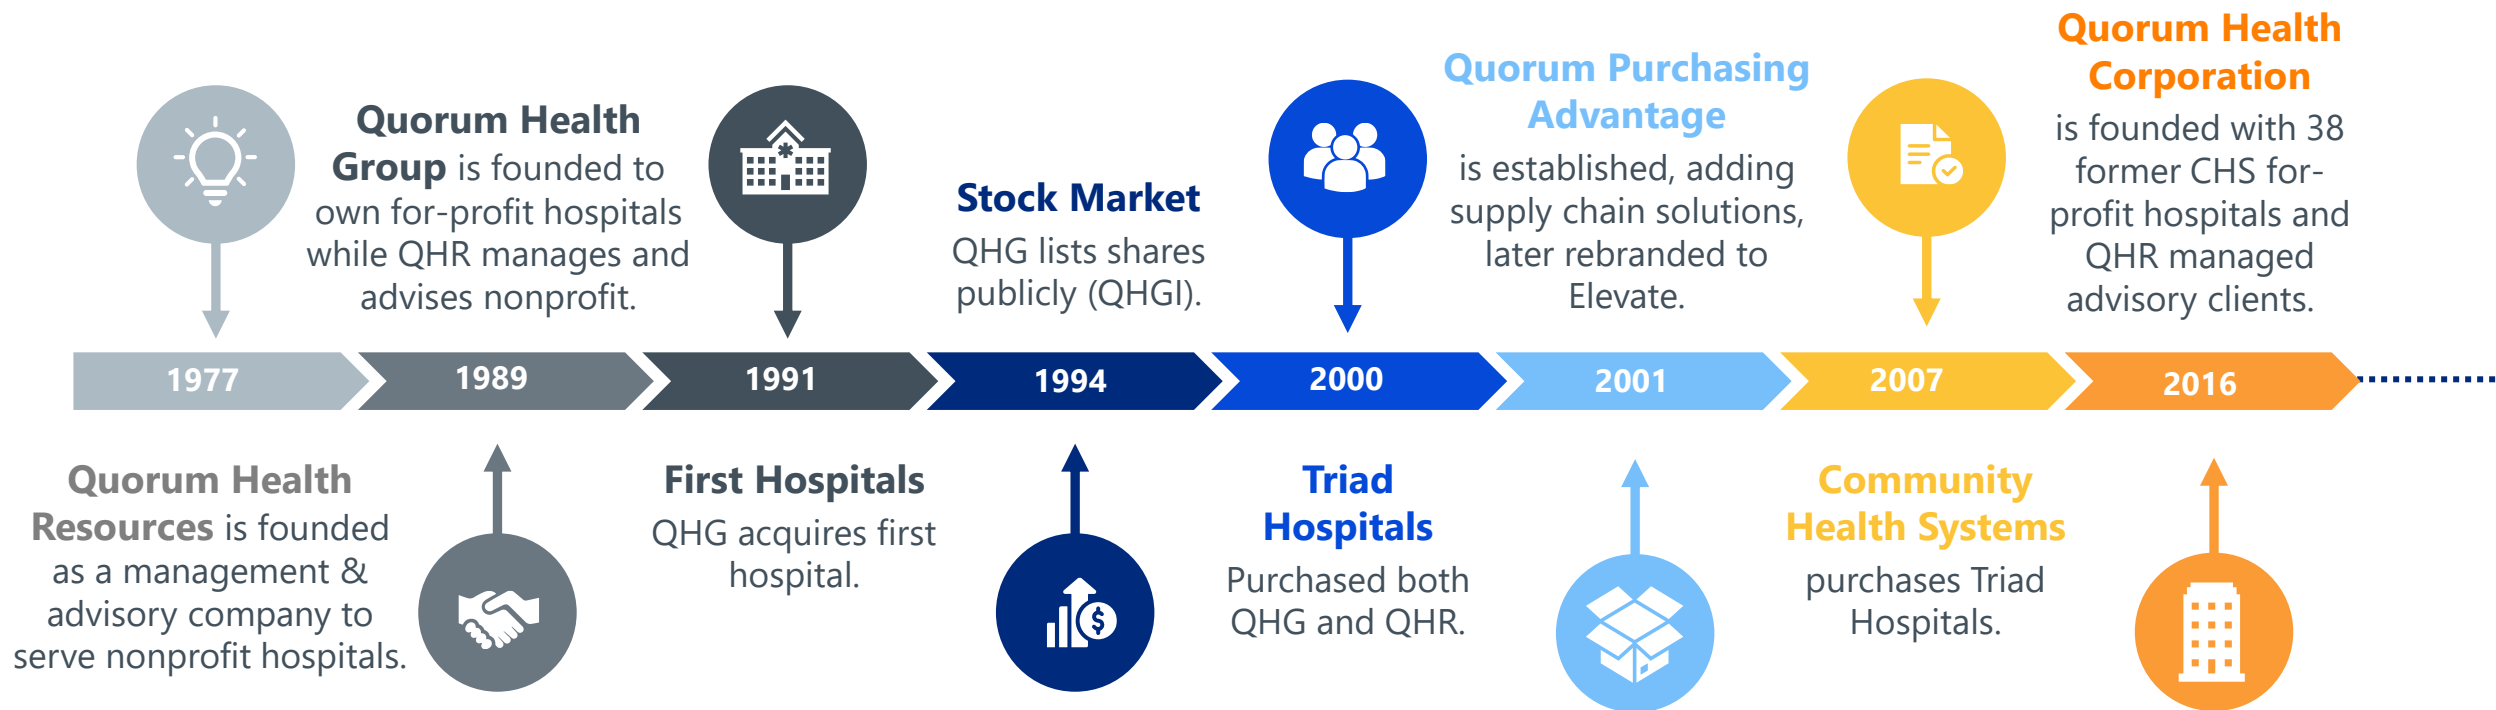 1977
Quorum Health
Resources is founded
as a management &
advisory company to
serve nonprofit hospitals.
Quorum Health
Group is founded to
own for-profit hospitals
while QHR manages and
advises nonprofit.
1989
1991
First Hospitals
QHG acquires first
hospital.
Stock Market
QHG lists shares
publicly (QHGI).
1994
2000
Triad
Hospitals
Purchased both
QHG and QHR.
Quorum Purchasing
Advantage
is established, adding
supply chain solutions,
later rebranded to
Elevate.
2001
2007
Community
Health Systems
purchases Triad
Hospitals.
Quorum Health
Corporation
is founded with 38
former CHS for-
profit hospitals and
QHR managed
advisory clients.
2016